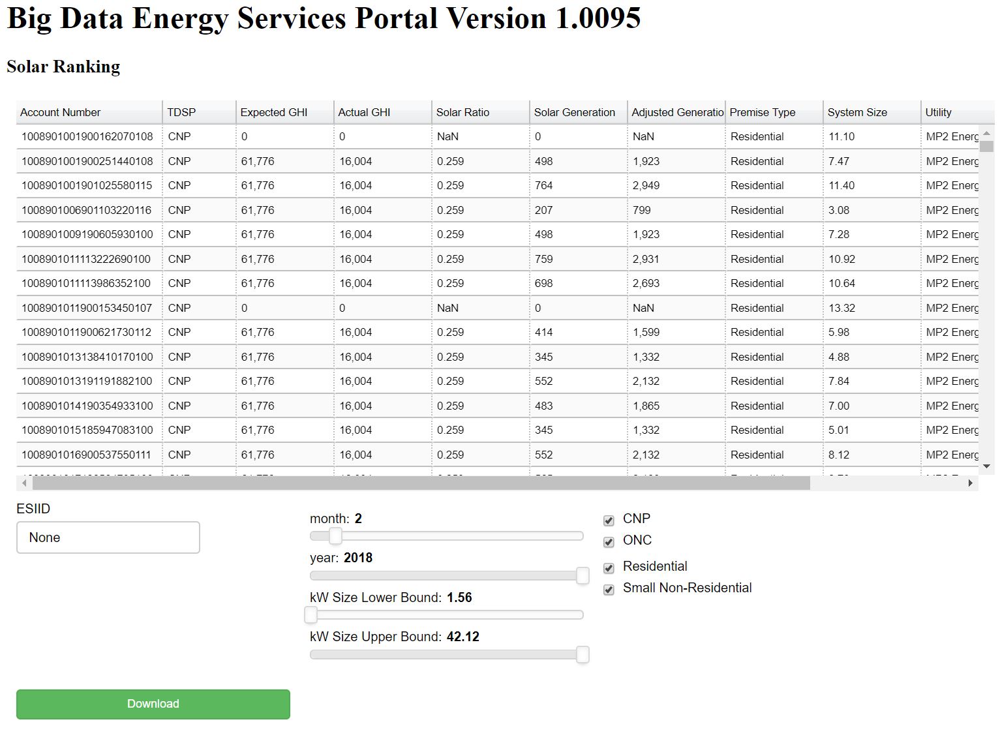 Big Data Energy Services Portal Version 1.0095
Solar Ranking
Account Number TDSP Expected GHI Actual GHI Solar Ratio Solar Generation Adjusted Generatio Premise Type System Size Utility
1008901001900162070108 CNP 0 0 NaN 0 NaN Residential 11.10 MP2 Energ
1008901001900251440108 CNP 61,776 16,004 0.259 498 1,923 Residential 7.47 MP2 Energ
1008901001901025580115 CNP 61,776 16,004 0.259 764 2,949 Residential 11.40 MP2 Energ
1008901006901103220116 CNP 61,776 16,004 0.259 207 799 Residential 3.08 MP2 Energ
1008901009190605930100 CNP 61,776 16,004 0.259 498 1,923 Residential 7.28 MP2 Energ
1008901011113222690100 CNP 61,776 16,004 0.259 759 2,931 Residential 10.92 MP2 Energ
1008901011113986352100 CNP 61,776 16,004 0.259 698 2,693 Residential 10.64 MP2 Energ
1008901011900153450107 CNP 0 0 NaN 0 NaN Residential 13.32 MP2 Energ
1008901011900621730112 CNP 61,776 16,004 0.259 414 1,599 Residential 5.98 MP2 Energ
1008901013138410170100 CNP 61,776 16,004 0.259 345 1,332 Residential 4.88 MP2 Energ
1008901013191191882100 CNP 61,776 16,004 0.259 552 2,132 Residential 7.84 MP2 Energ
1008901014190354933100 CNP 61,776 16,004 0.259 483 1,865 Residential 7.00 MP2 Energ
1008901015185947083100 CNP 61,776 16,004 0.259 345 1,332 Residential 5.01 MP2 Energ
1008901016900537550111 CNP 61,776 16,004 0.259 552 2,132 Residential 8.12 MP2 Energ
ESIID
None
month: 2
year: 2018
kW Size Lower Bound: 1.56
kW Size Upper Bound: 42.12
CNP
ONC
Residential
Small Non-Residential
Download